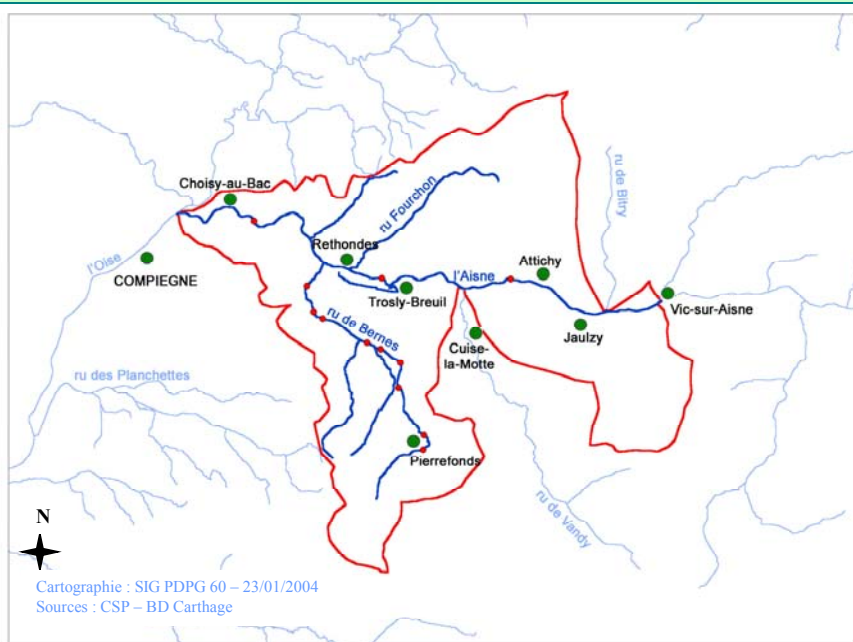 Choisy-au-Bac
ru de Bitry
ru Fourchon
Rethondes
Attichy
l'Oise
l'Aisne
COMPIEGNE
Trosly-Breuil
Vic-sur-Aisne
ru de Bernes
Jaulzy
Cuise-
la-Motte
ru des Planchettes
Pierrefonds
ru de Vandy
N
Cartographie : SIG PDPG 60 – 23/01/2004
Sources : CSP – BD Carthage